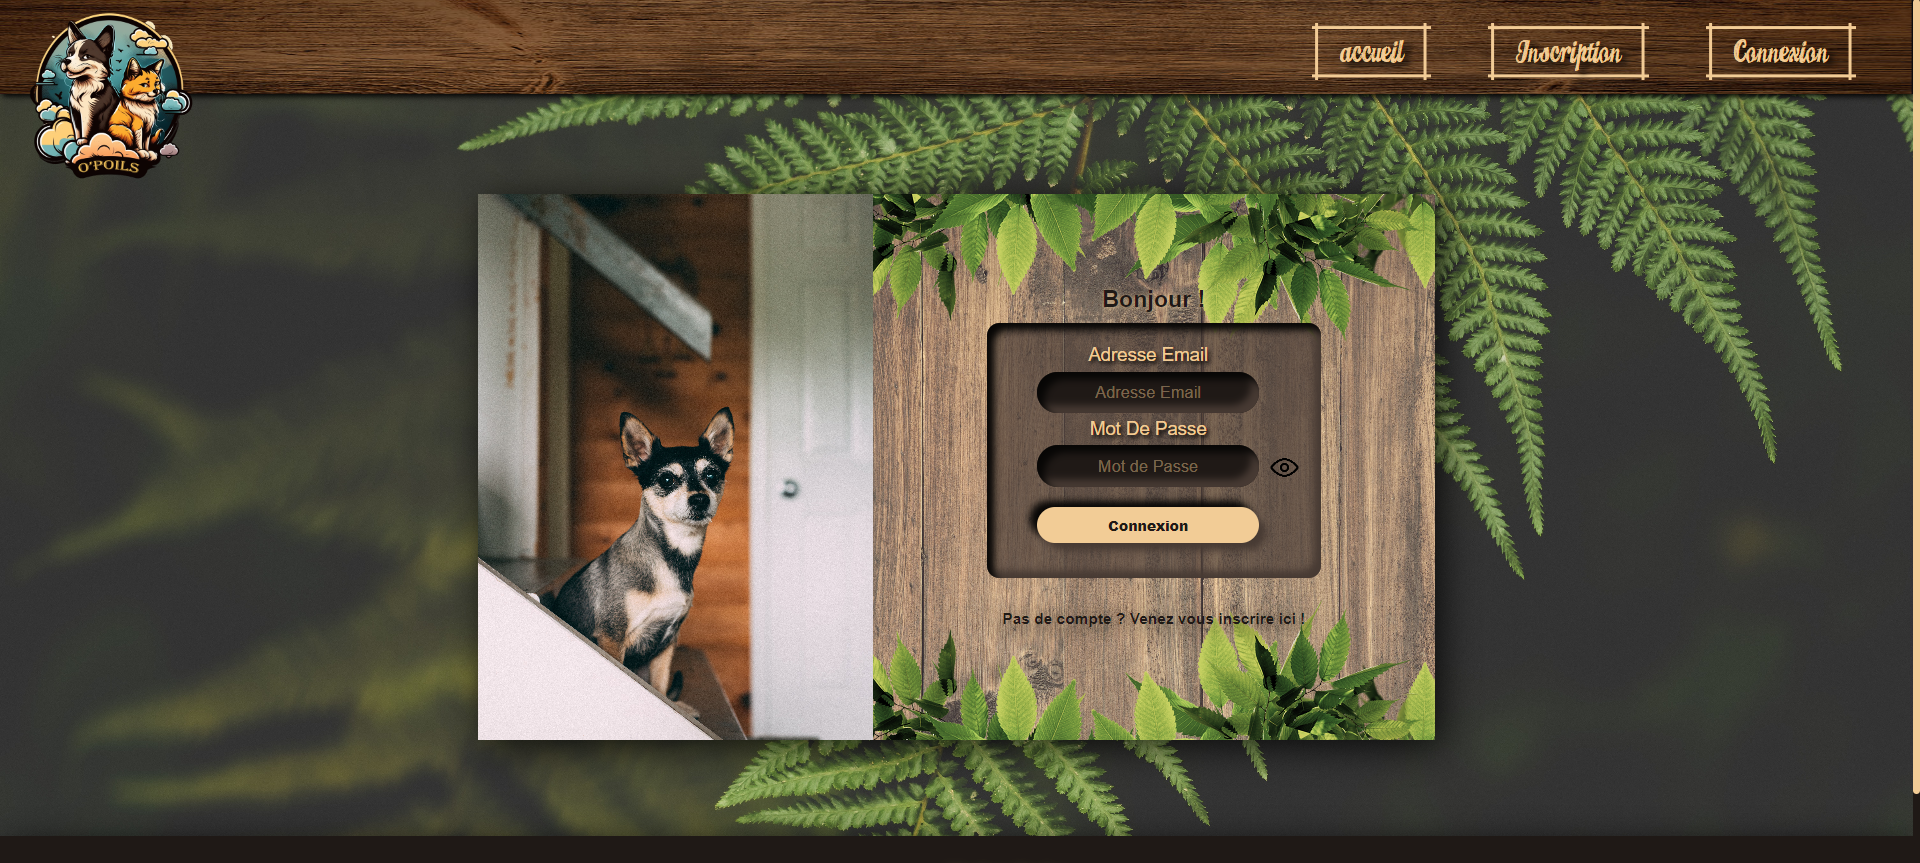 accueil
Inscription
Connexion
O'POILS
Bonjour !
Adresse Email
Adresse Email
Mot De Passe
Mot de Passe
Connexion
Pas de compte ? Venez vous inscrire ici !